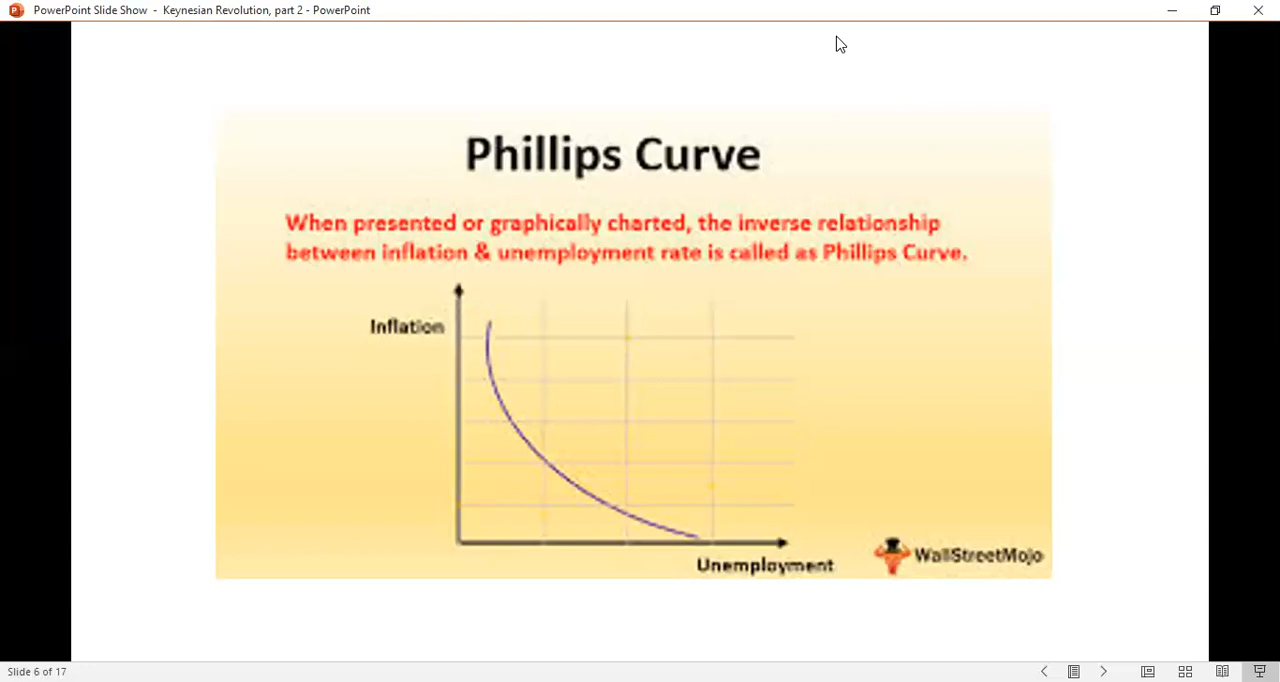 PowerPoint Slide Show - Keynesian Revolution, part 2 - PowerPoint
Phillips Curve
When presented or graphically charted, the inverse relationship
between inflation & unemployment rate is called as Phillips Curve.
Inflation
Unemployment
WallStreetMojo
Slide 6 of 17